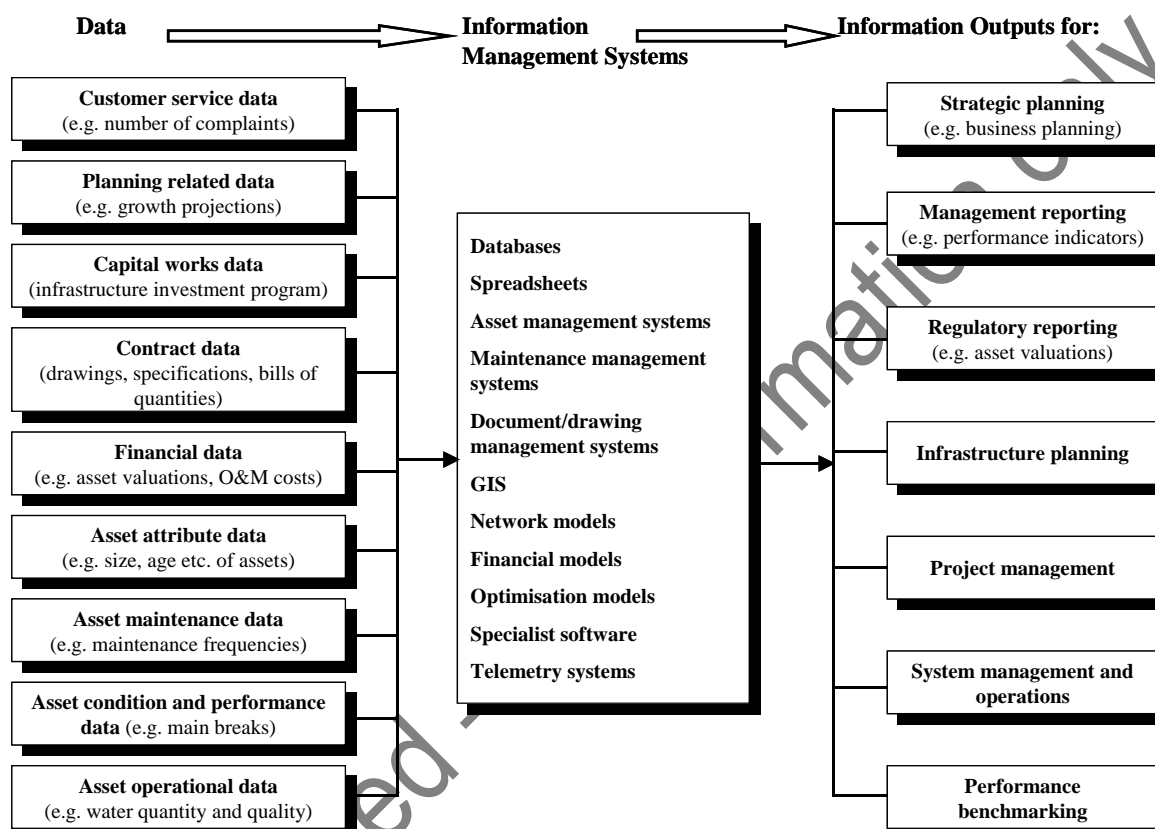 Data
Information
Management Systems
Information Outputs for:
Customer service data
(e.g. number of complaints)
Planning related data
(e.g. growth projections)
Capital works data
(infrastructure investment program)
Contract data
(drawings, specifications, bills of
quantities)
Financial data
(e.g. asset valuations, O&M costs)
Asset attribute data
(e.g. size, age etc. of assets)
Asset maintenance data
(e.g. maintenance frequencies)
Asset condition and performance
data (e.g. main breaks)
Asset operational data
(e.g. water quantity and quality)
Databases
Spreadsheets
Asset management systems
Maintenance management
systems
Document/drawing
management systems
GIS
Network models
Financial models
Optimisation models
Specialist software
Telemetry systems
Strategic planning
(e.g. business planning)
Management reporting
(e.g. performance indicators)
Regulatory reporting
(e.g. asset valuations)
Infrastructure planning
Project management
System management and
operations
Performance
benchmarking